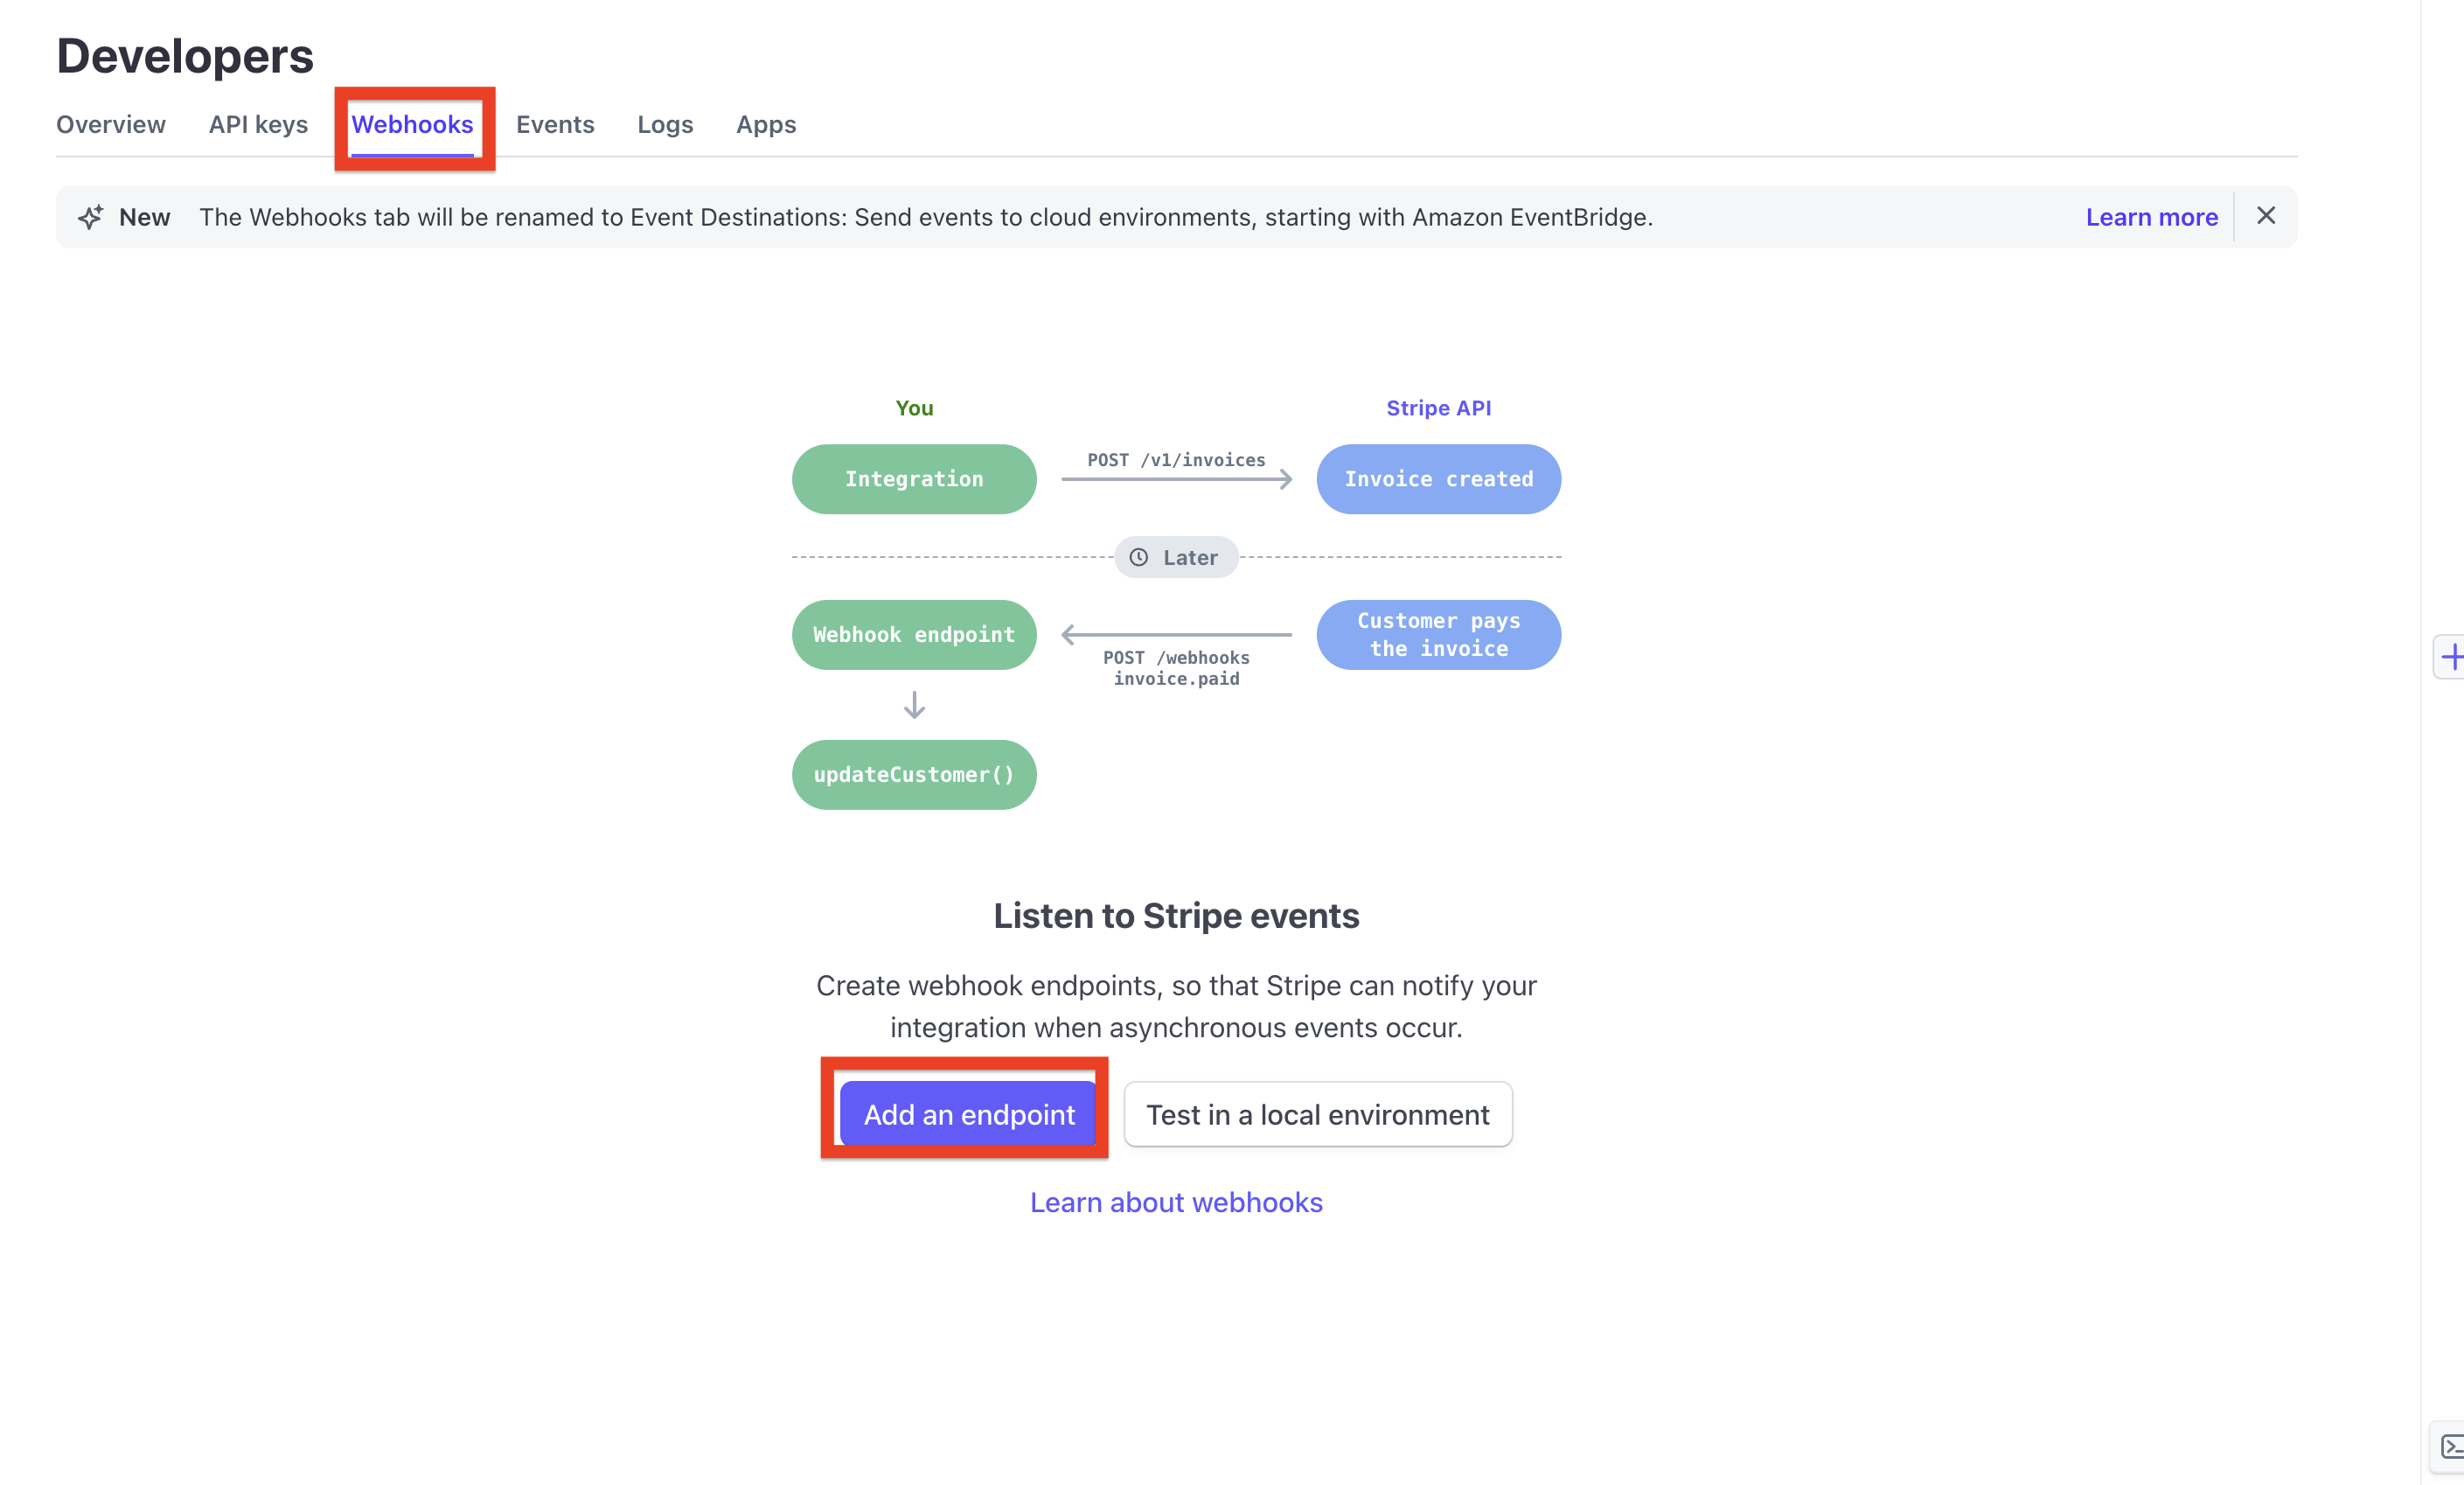 Developers
Overview API keys Webhooks Events Logs Apps
New The Webhooks tab will be renamed to Event Destinations: Send events to cloud environments, starting with Amazon EventBridge. Learn more
You Stripe API
Integration POST /v1/invoices Invoice created
Later
Webhook endpoint POST /webhooks Customer pays
invoice.paid the invoice
updateCustomer()
Listen to Stripe events
Create webhook endpoints, so that Stripe can notify your
integration when asynchronous events occur.
Add an endpoint Test in a local environment
Learn about webhooks